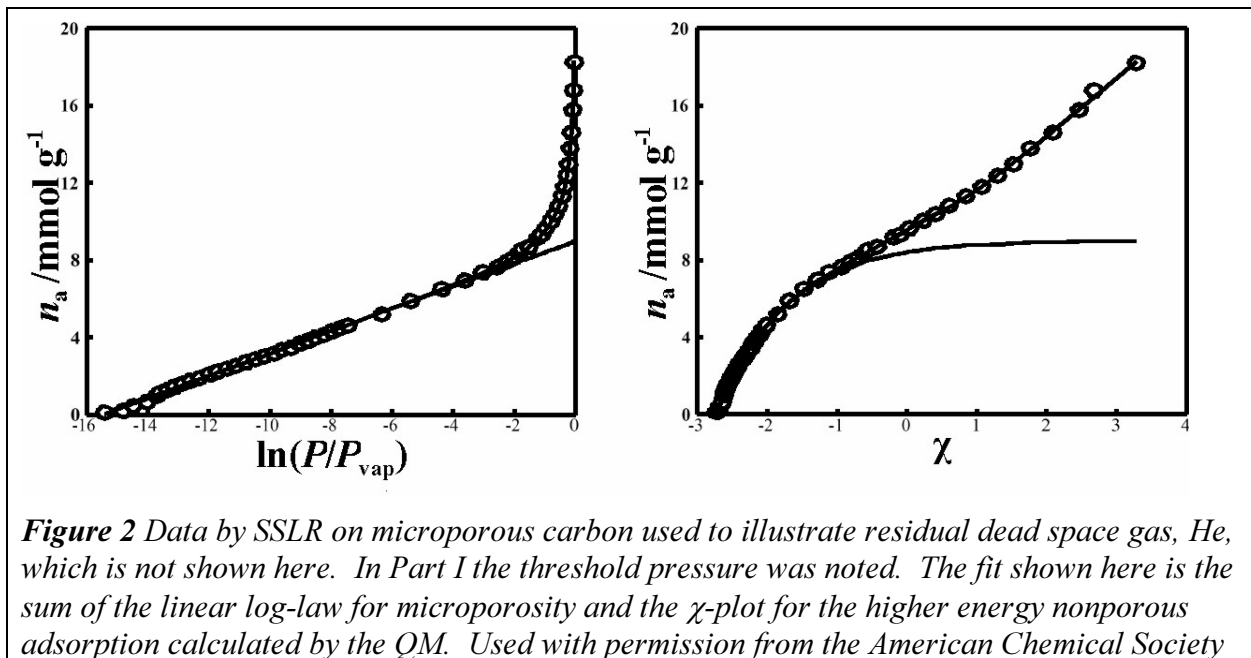 20
16
12
8
4
0
nₐ /mmol g⁻¹
-16 -14 -12 -10 -8 -6 -4 -2 0
ln(P/Pvap)
20
16
12
8
4
0
nₐ /mmol g⁻¹
-3 -2 -1 0 1 2 3 4
χ
Figure 2 Data by SSLR on microporous carbon used to illustrate residual dead space gas, He,
which is not shown here. In Part I the threshold pressure was noted. The fit shown here is the
sum of the linear log-law for microporosity and the χ-plot for the higher energy nonporous
adsorption calculated by the QM. Used with permission from the American Chemical Society